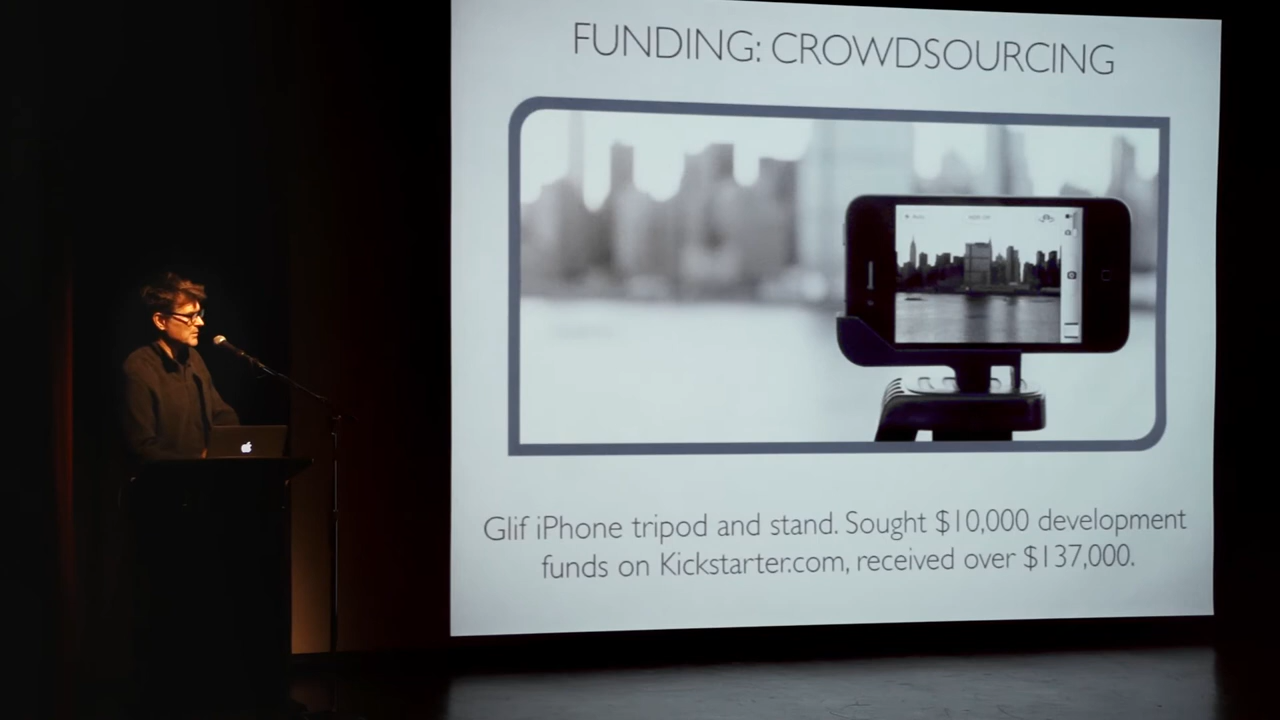 FUNDING: CROWDSOURCING
Glif iPhone tripod and stand. Sought $10,000 development
funds on Kickstarter.com, received over $137,000.